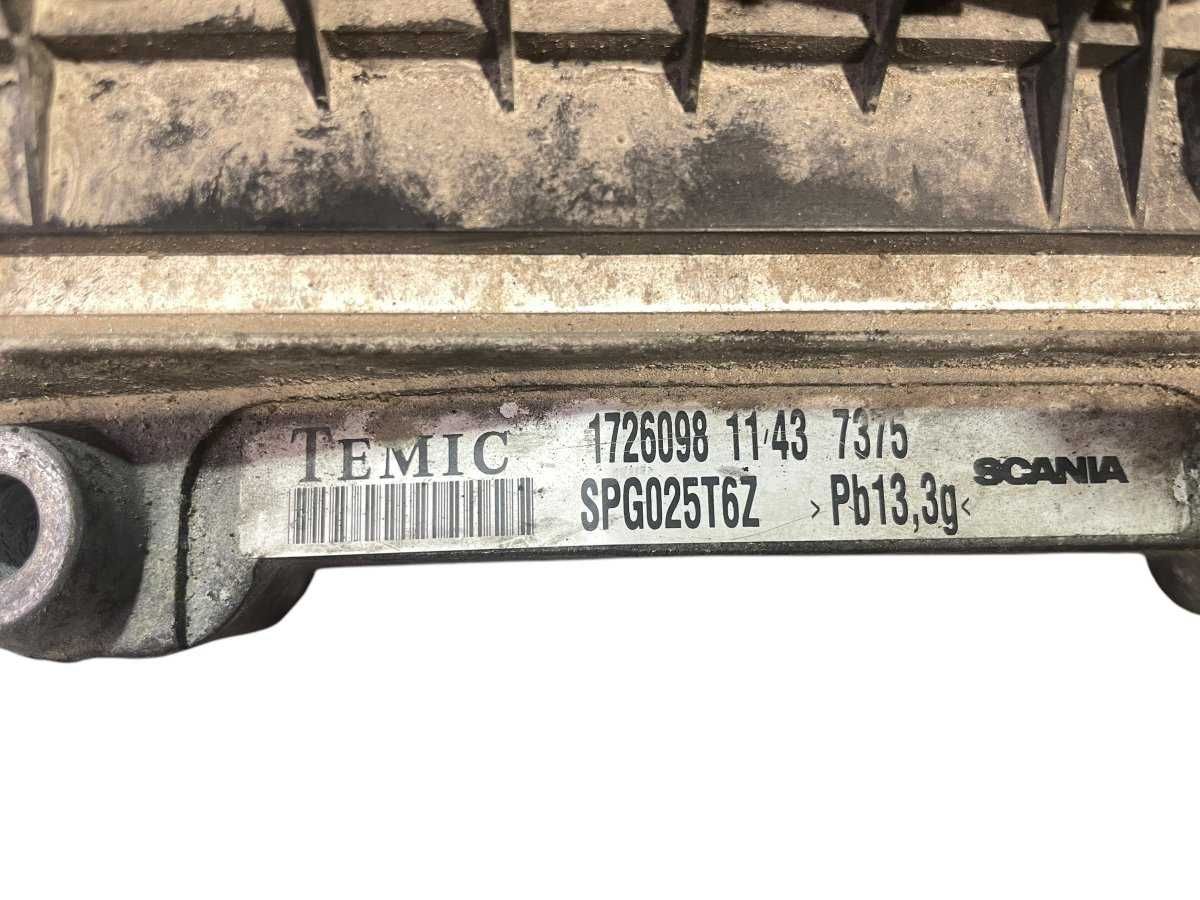 TEMIC
1726098 11/43 7375
SPG025T6Z >Pb13,3g<
SCANIA